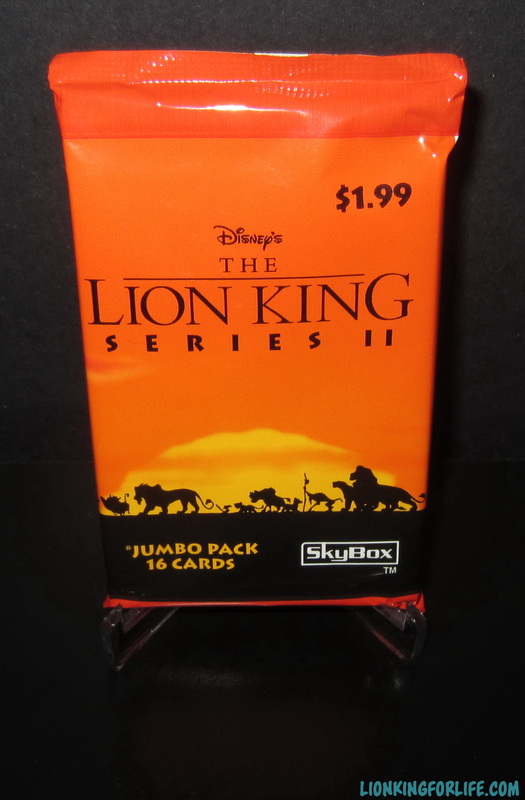 $1.99
Disney's
THE
LION KING
SERIES II
*JUMBO PACK
16 CARDS
SkyBox
TM
LIONKINGFORLIFE.COM